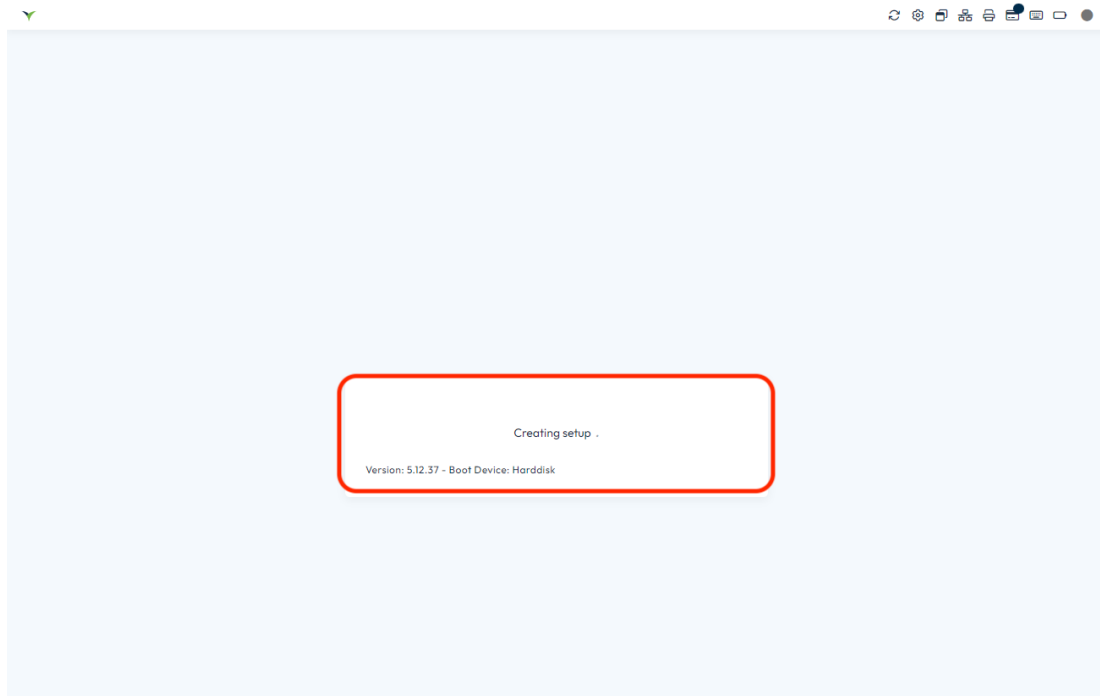 Creating setup .
Version: 5.12.37 - Boot Device: Harddisk